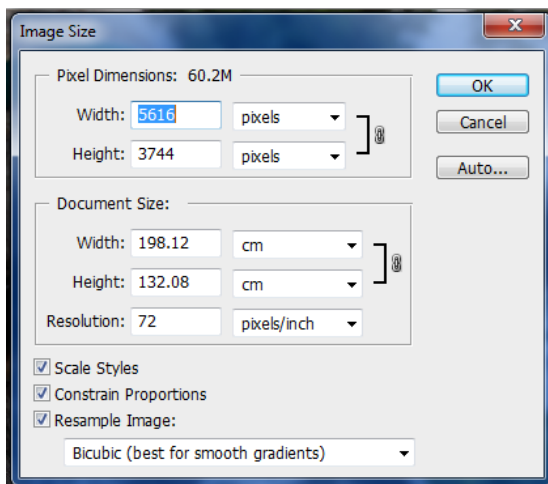 Image Size
Pixel Dimensions: 60.2M
OK
Width: 5616 pixels
Cancel
Height: 3744 pixels
Auto...
Document Size:
Width: 198.12 cm
Height: 132.08 cm
Resolution: 72 pixels/inch
Scale Styles
Constrain Proportions
Resample Image:
Bicubic (best for smooth gradients)